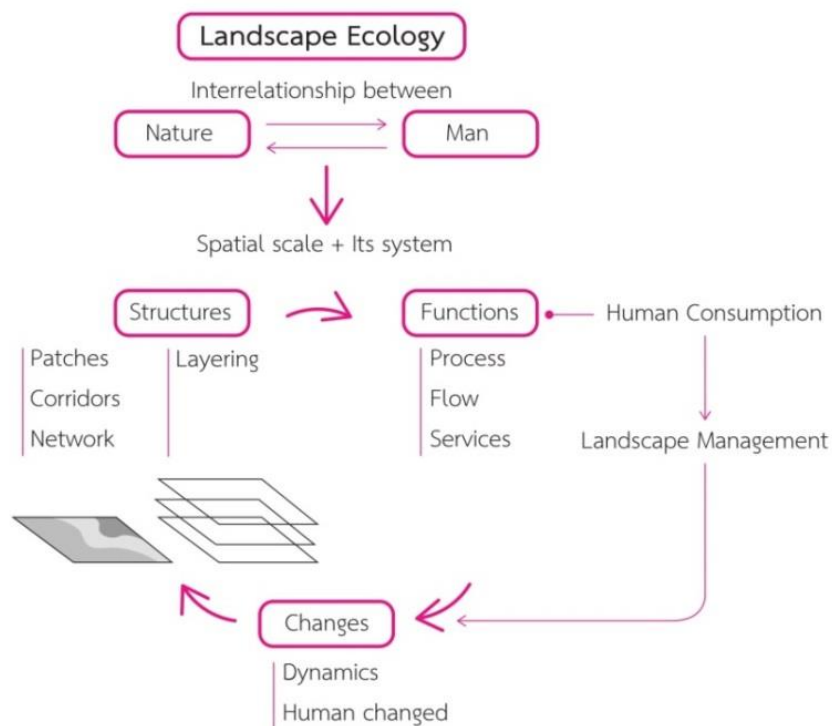 Landscape Ecology
Interrelationship between
Nature
Man
Spatial scale + Its system
Structures
Functions
Human Consumption
Patches
Corridors
Network
Layering
Process
Flow
Services
Landscape Management
Changes
Dynamics
Human changed